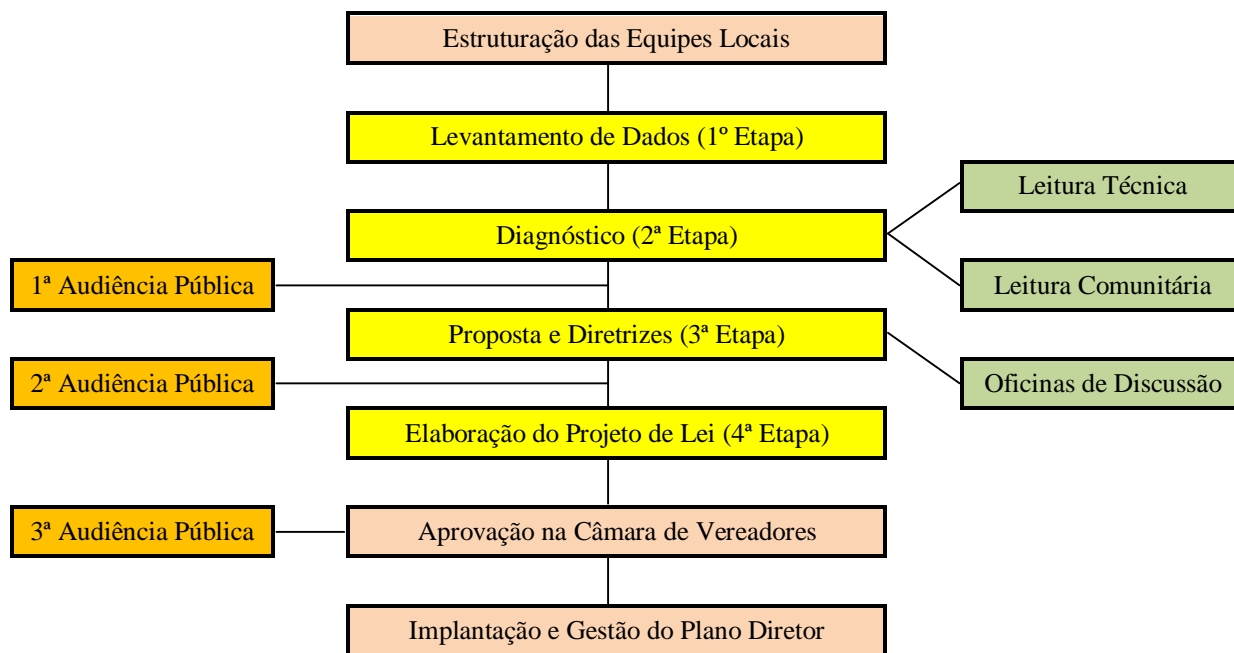 Estruturação das Equipes Locais
Levantamento de Dados (1º Etapa)
Leitura Técnica
Diagnóstico (2ª Etapa)
1ª Audiência Pública
Leitura Comunitária
Proposta e Diretrizes (3ª Etapa)
2ª Audiência Pública
Oficinas de Discussão
Elaboração do Projeto de Lei (4ª Etapa)
3ª Audiência Pública
Aprovação na Câmara de Vereadores
Implantação e Gestão do Plano Diretor